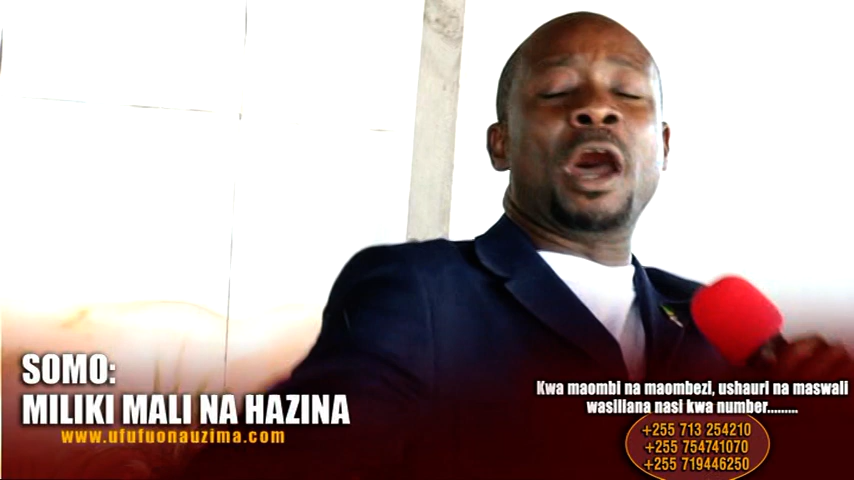 SOMO:
MILIKI MALI NA HAZINA
www.ufufuonauzima.com
Kwa maombi na maombezi, ushauri na maswali
wasiliana nasi kwa number.........
+255 713 254210
+255 754741070
+255 719446250